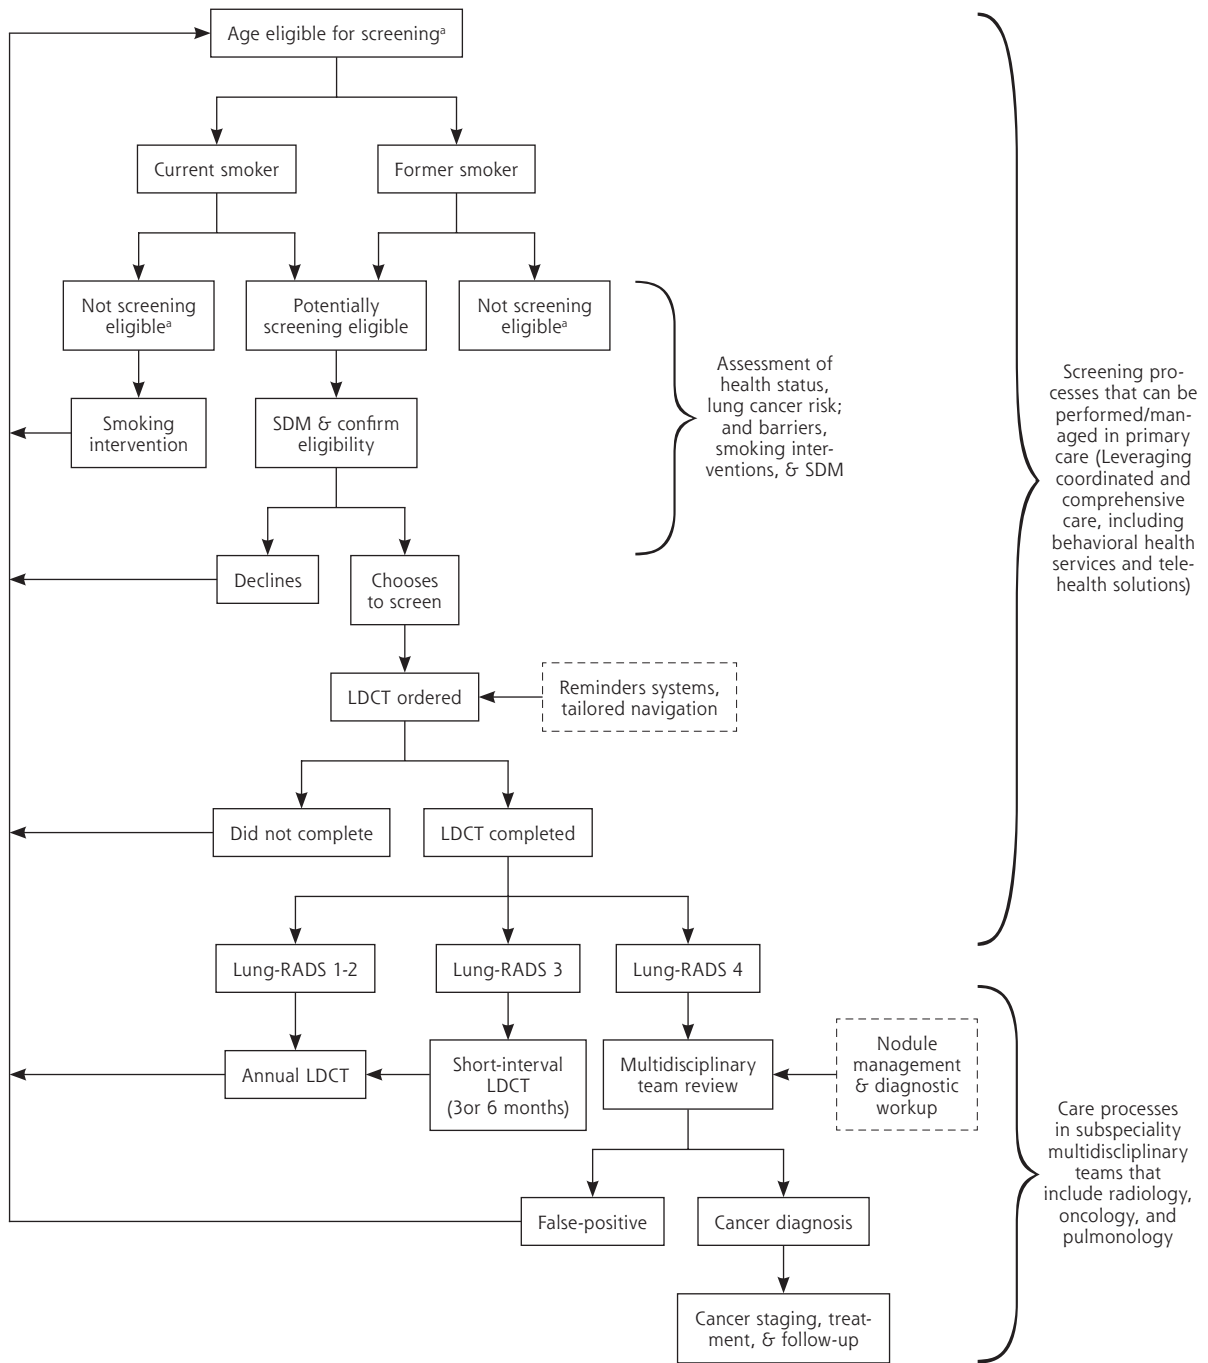 Age eligible for screeningᵃ
Current smoker
Former smoker
Not screening
eligibleᵃ
Potentially
screening eligible
Not screening
eligibleᵃ
Smoking
intervention
SDM & confirm
eligibility
Assessment of
health status,
lung cancer risk;
and barriers,
smoking inter-
ventions, & SDM
Screening pro-
cesses that can be
performed/man-
aged in primary
care (Leveraging
coordinated and
comprehensive
care, including
behavioral health
services and tele-
health solutions)
Declines
Chooses
to screen
LDCT ordered
Reminders systems,
tailored navigation
Did not complete
LDCT completed
Lung-RADS 1-2
Lung-RADS 3
Lung-RADS 4
Annual LDCT
Short-interval
LDCT
(3or 6 months)
Multidisciplinary
team review
Nodule
management
& diagnostic
workup
Care processes
in subspeciality
multidiscliplinary
teams that
include radiology,
oncology, and
pulmonology
False-positive
Cancer diagnosis
Cancer staging, treat-
ment, & follow-up